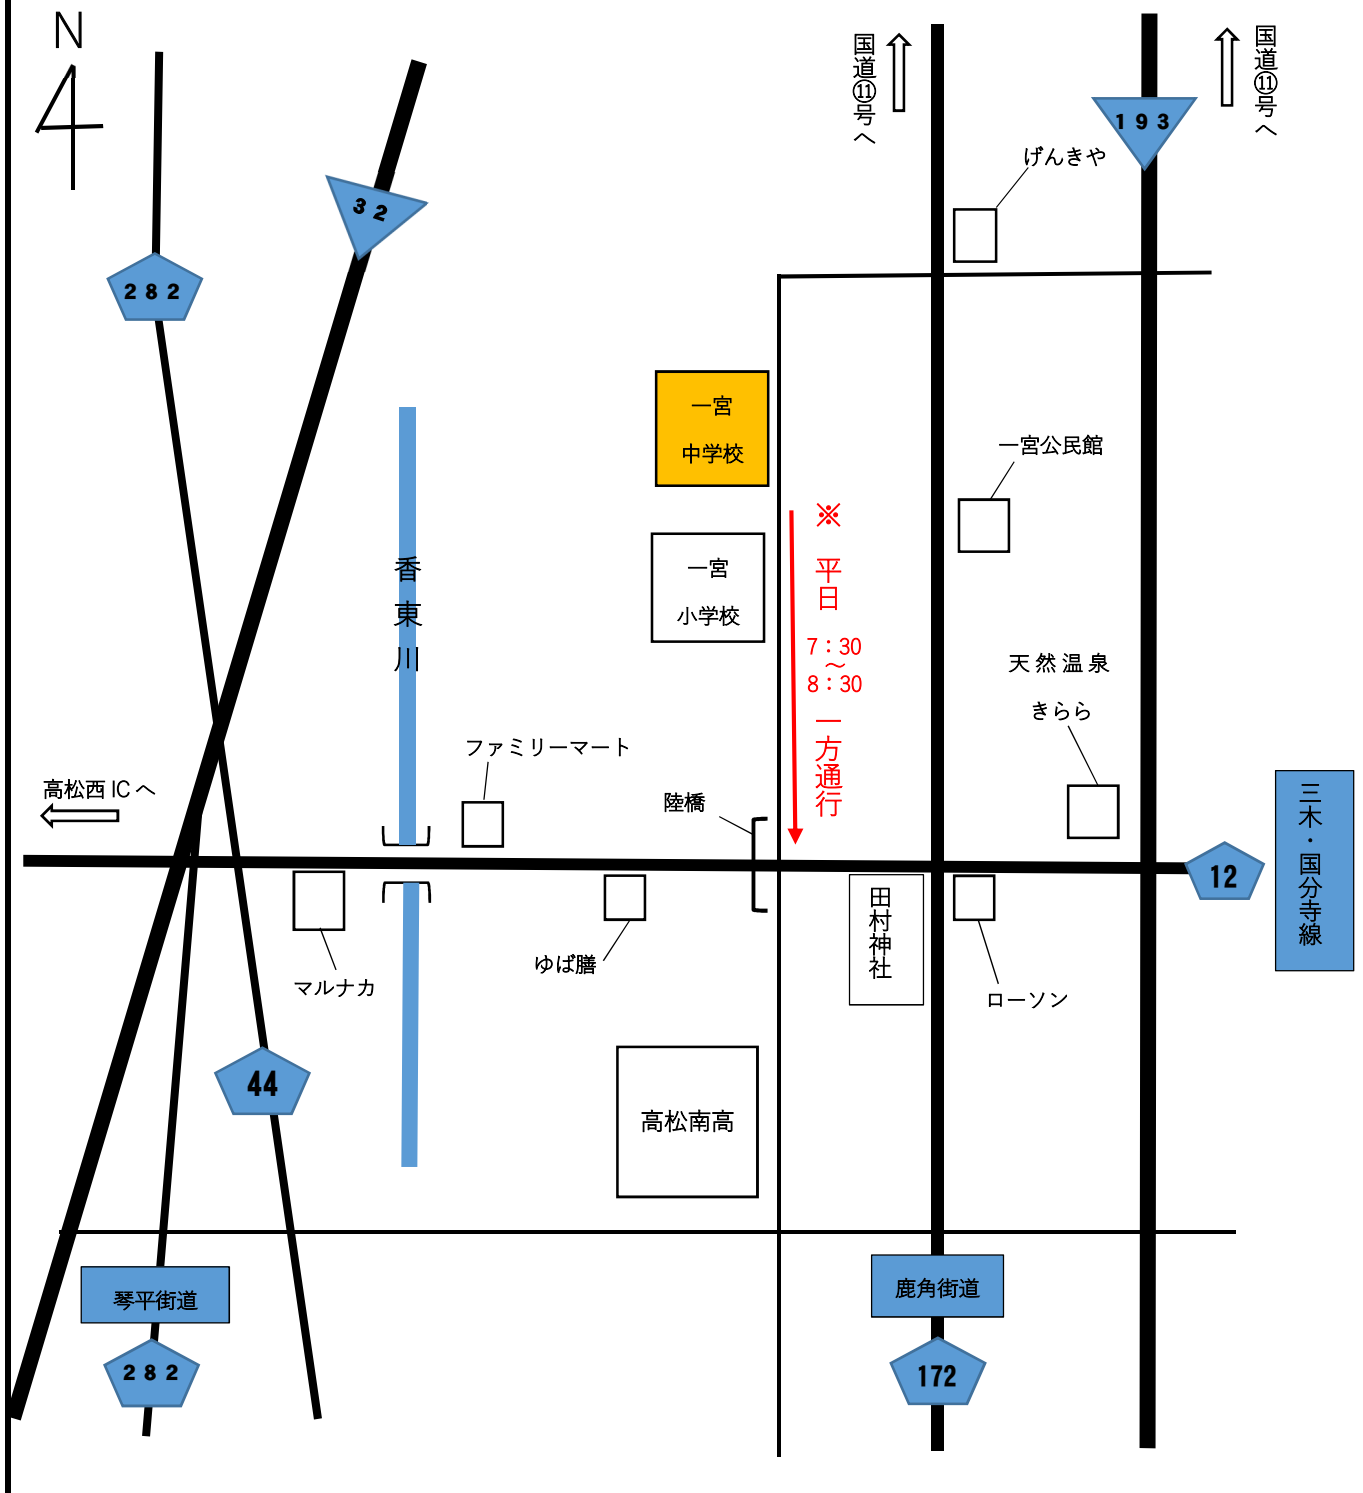 N
国道⑪号へ
国道⑪号へ
193
げんきや
32
282
一宮
中学校
一宮公民館
※ 平日
7：30
～
8：30
一方通行
香東川
一宮
小学校
天然温泉
きらら
ファミリーマート
高松西ICへ
陸橋
三木・国分寺線
12
田村神社
ゆば膳
マルナカ
ローソン
44
高松南高
琴平街道
鹿角街道
282
172